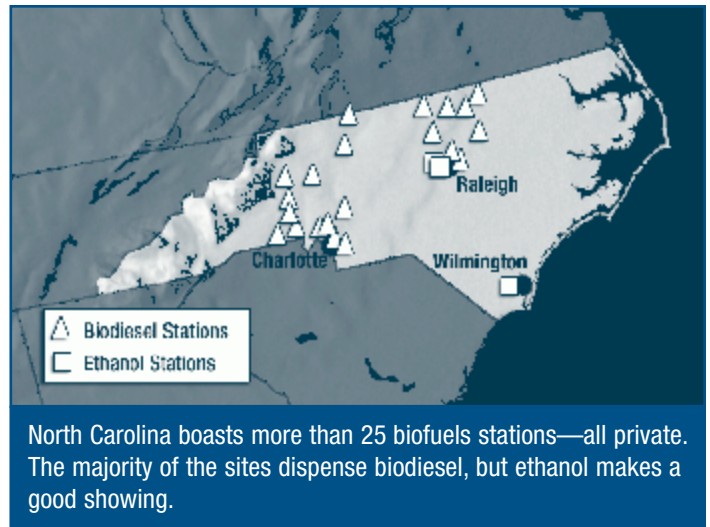 Raleigh
Charlotte
Wilmington
Biodiesel Stations
Ethanol Stations
North Carolina boasts more than 25 biofuels stations—all private.
The majority of the sites dispense biodiesel, but ethanol makes a
good showing.